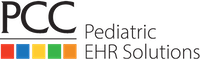 PCC
Pediatric
EHR Solutions